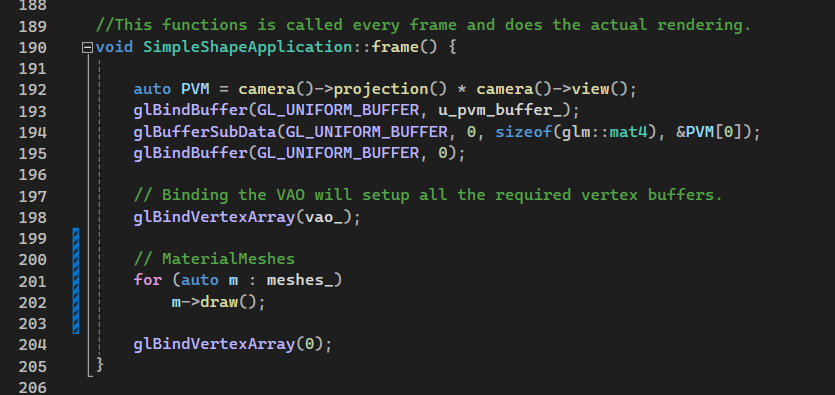 188
189 //This functions is called every frame and does the actual rendering.
190 void SimpleShapeApplication::frame() {
191
192     auto PVM = camera()->projection() * camera()->view();
193     glBindBuffer(GL_UNIFORM_BUFFER, u_pvm_buffer_);
194     glBufferSubData(GL_UNIFORM_BUFFER, 0, sizeof(glm::mat4), &PVM[0]);
195     glBindBuffer(GL_UNIFORM_BUFFER, 0);
196
197     // Binding the VAO will setup all the required vertex buffers.
198     glBindVertexArray(vao_);
199
200     // MaterialMeshes
201     for (auto m : meshes_)
202         m->draw();
203
204     glBindVertexArray(0);
205 }
206